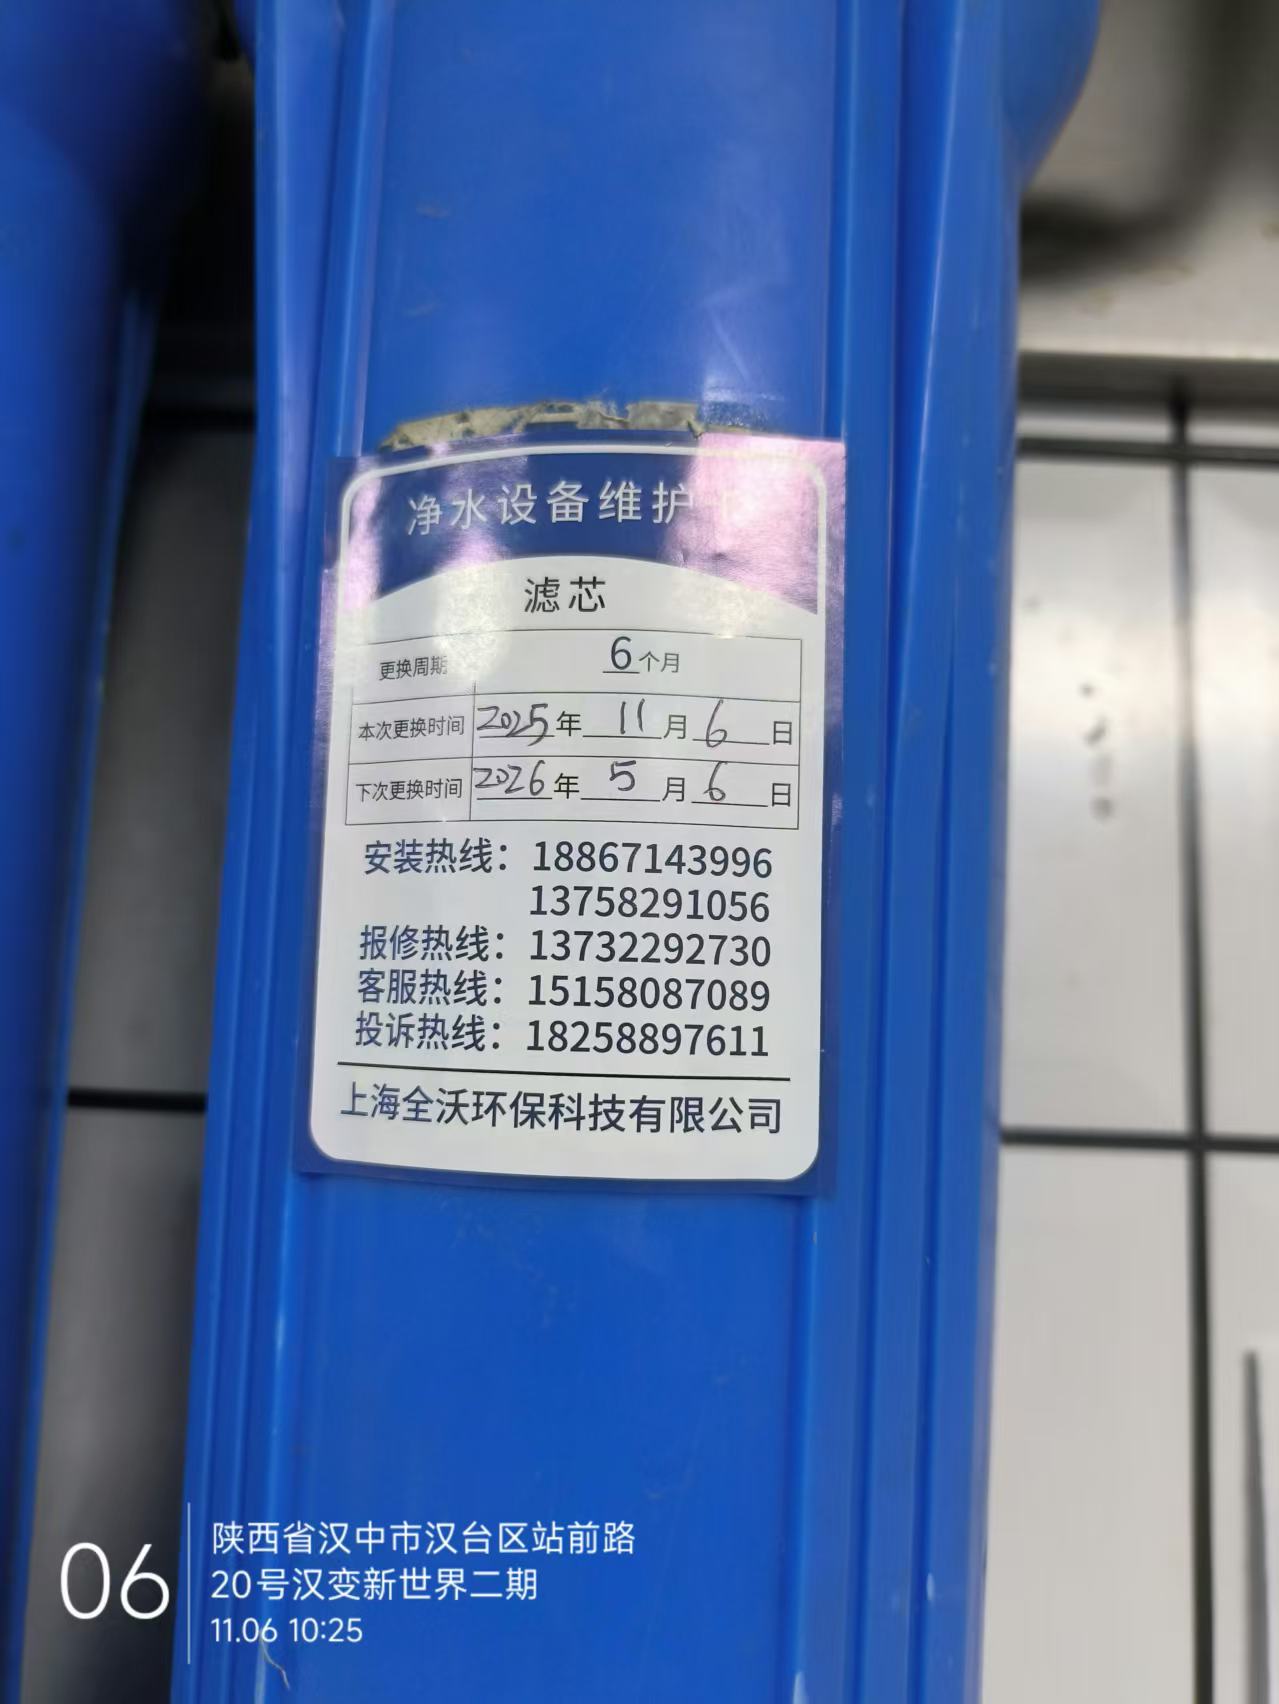 净水设备维护
滤芯
更换周期 6个月
本次更换时间 2025年 11月 6日
下次更换时间 2026年 5月 6日
安装热线：18867143996
13758291056
报修热线：13732292730
客服热线：15158087089
投诉热线：18258897611
上海全沃环保科技有限公司
06
陕西省汉中市汉台区站前路
20号汉变新世界二期
11.06 10:25